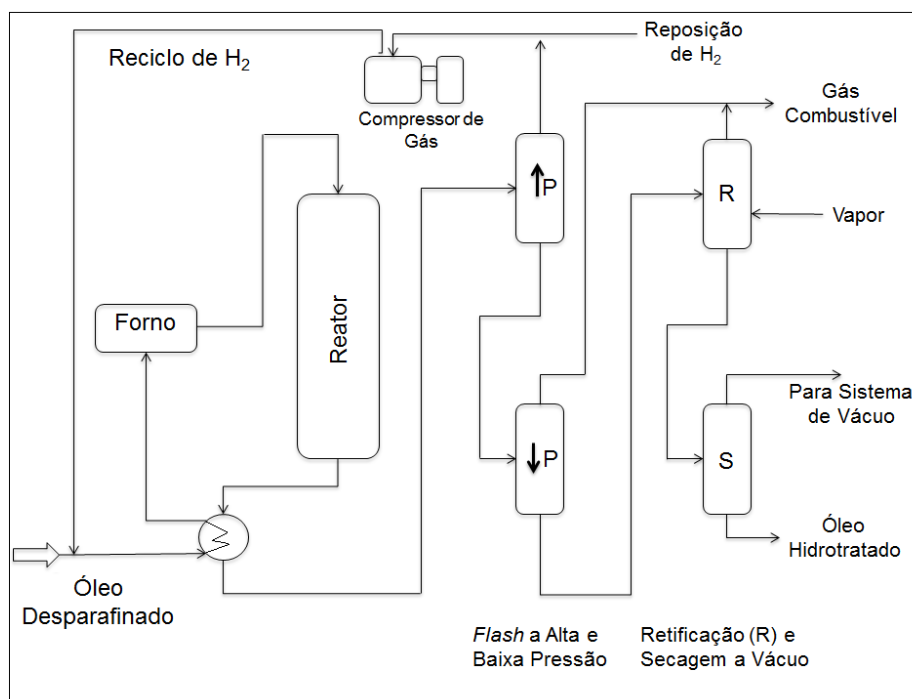 Reposição
de H₂
Reciclo de H₂
Gás
Combustível
Compressor de
Gás
↑P
R
Vapor
Forno
Reator
Para Sistema
de Vácuo
↓P
S
Óleo
Hidrotratado
Óleo
Desparafinado
Flash a Alta e
Baixa Pressão
Retificação (R) e
Secagem a Vácuo